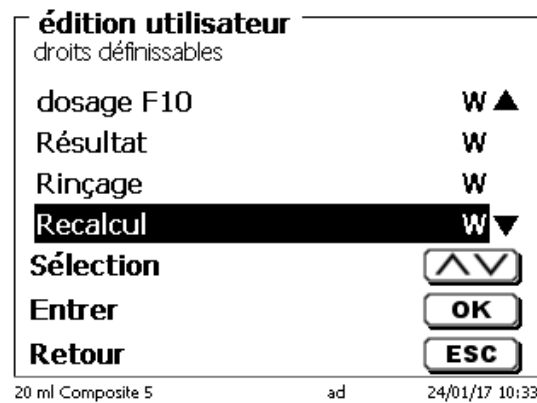 édition utilisateur
droits définissables
dosage F10 W ▲
Résultat W
Rinçage W
Recalcul W ▼
Sélection
Entrer OK
Retour ESC
20 ml Composite 5 ad 24/01/17 10:33